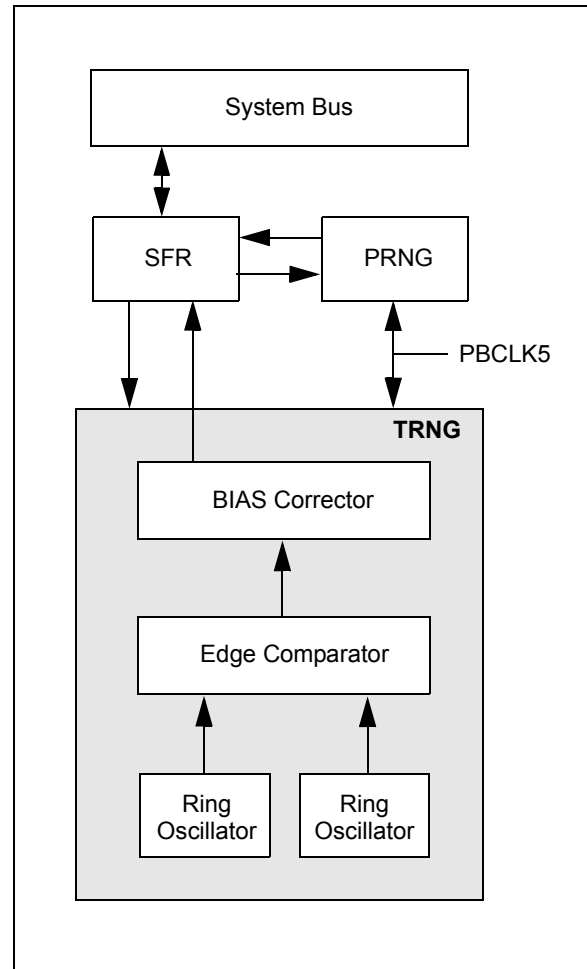 System Bus
SFR
PRNG
PBCLK5
TRNG
BIAS Corrector
Edge Comparator
Ring
Oscillator
Ring
Oscillator